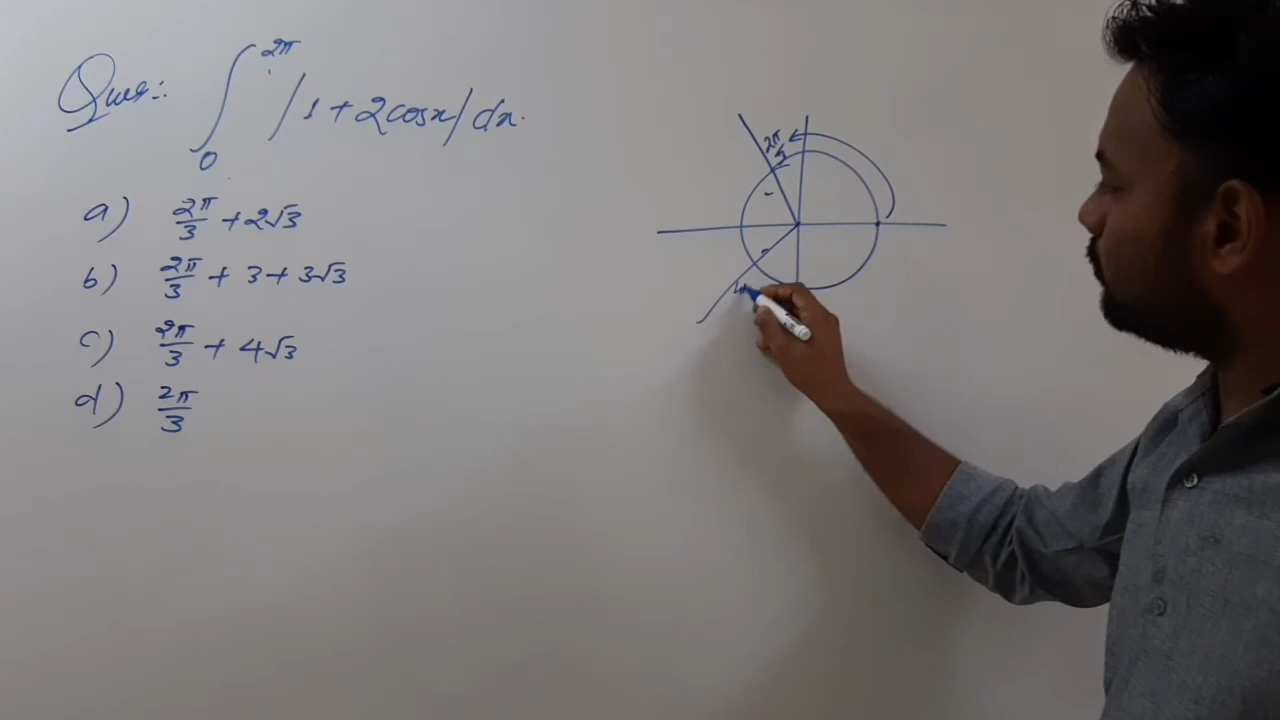 Ques:- ∫₀^2π |1+2cosx|dx.
a) 2π/3 + 2√3
b) 2π/3 + 3 + 3√3
c) 2π/3 + 4√3
d) 2π/3
2π/3